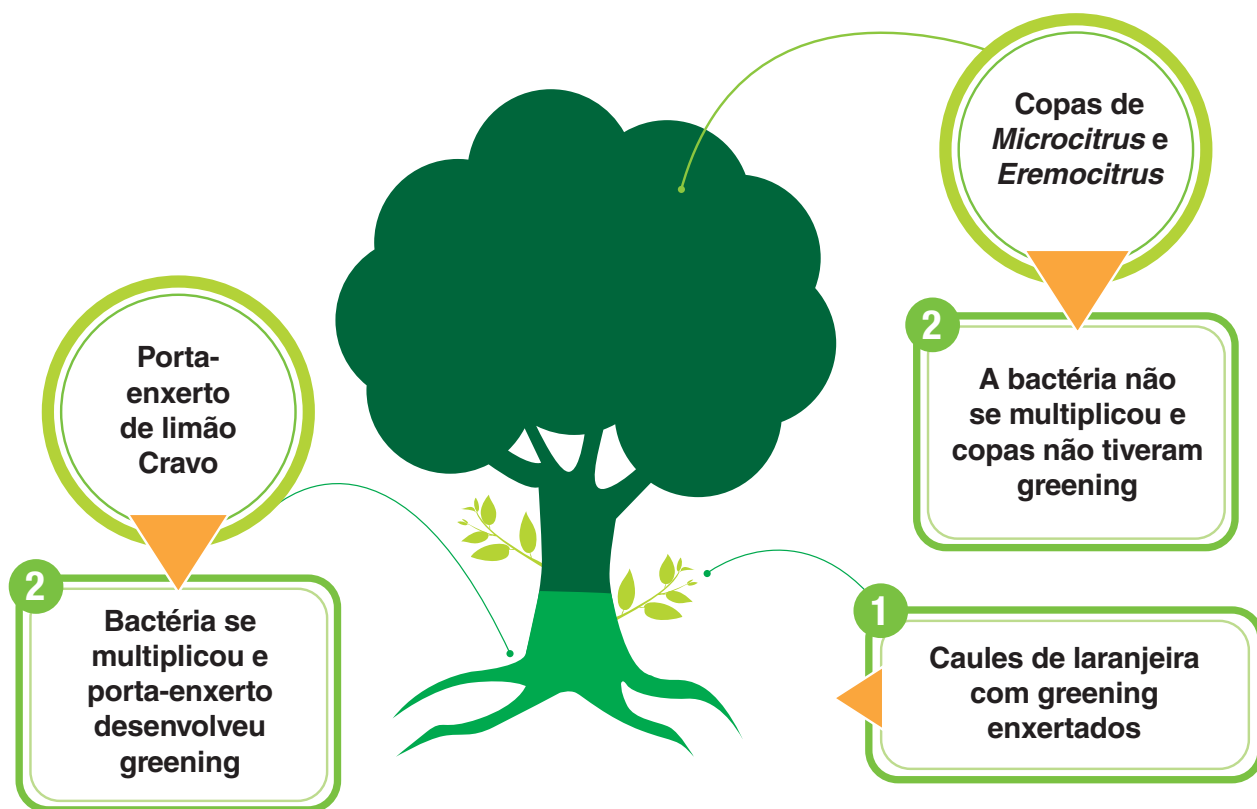 Copas de
Microcitrus e
Eremocitrus
2
A bactéria não
se multiplicou e
copas não tiveram
greening
Porta-
enxerto
de limão
Cravo
2
Bactéria se
multiplicou e
porta-enxerto
desenvolveu
greening
1
Caules de laranjeira
com greening
enxertados